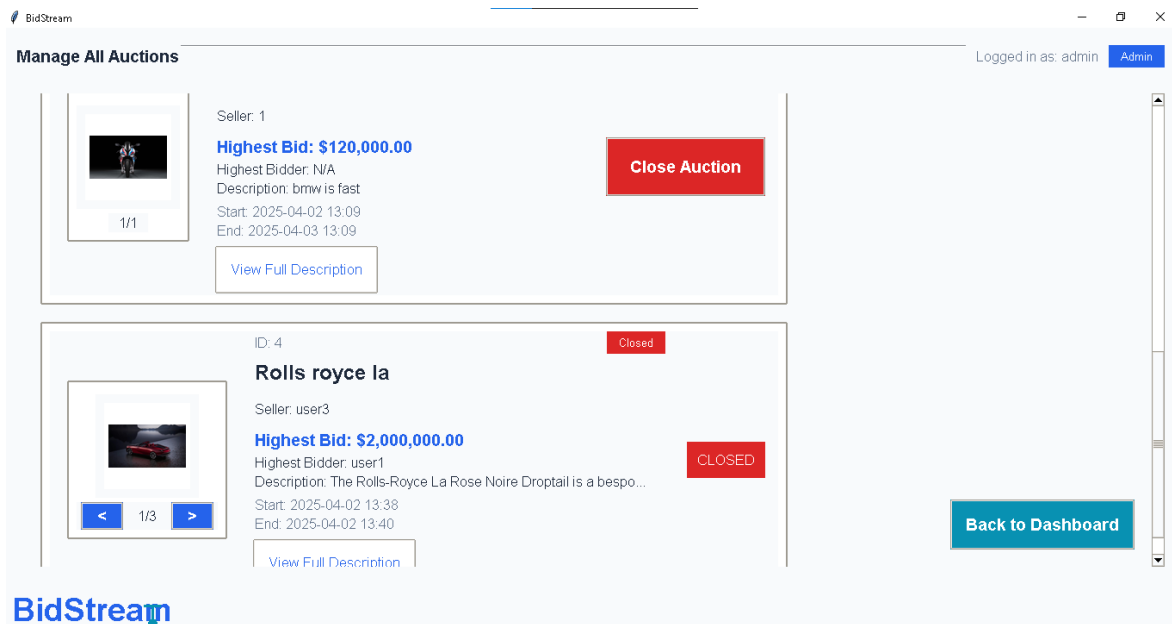 BidStream
Manage All Auctions
Logged in as: admin
Admin
Seller: 1
Highest Bid: $120,000.00
Highest Bidder: N/A
Description: bmw is fast
Start: 2025-04-02 13:09
End: 2025-04-03 13:09
1/1
View Full Description
Close Auction
ID: 4
Closed
Rolls royce la
Seller: user3
Highest Bid: $2,000,000.00
Highest Bidder: user1
Description: The Rolls-Royce La Rose Noire Droptail is a bespo...
Start: 2025-04-02 13:38
End: 2025-04-02 13:40
< 1/3 >
View Full Description
CLOSED
Back to Dashboard
BidStream